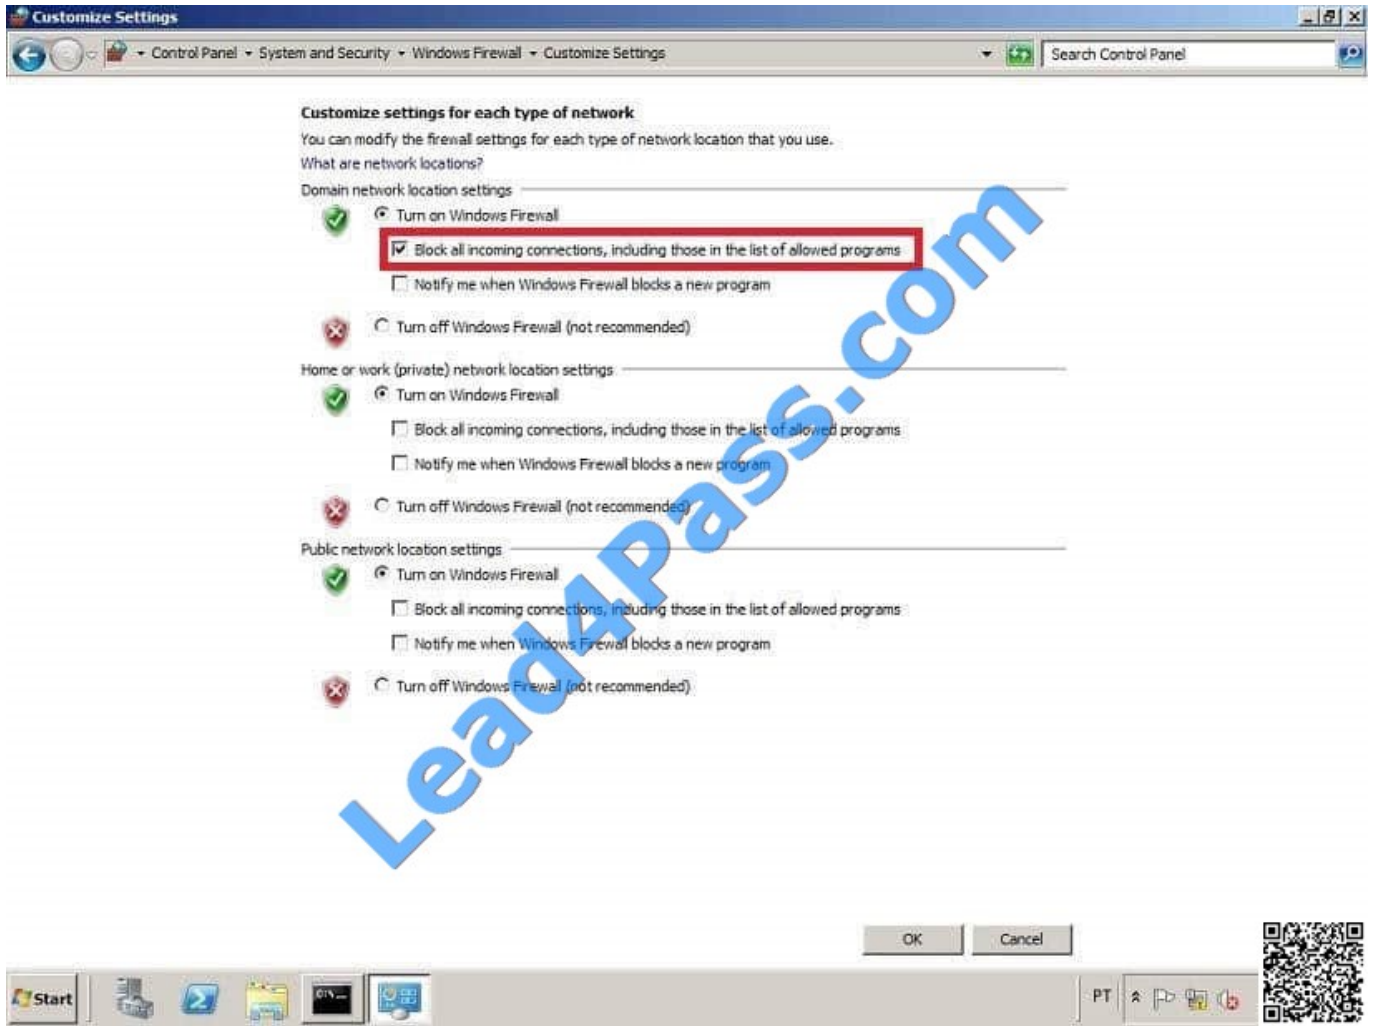 Customize Settings
Control Panel System and Security Windows Firewall Customize Settings
Search Control Panel
Customize settings for each type of network
You can modify the firewall settings for each type of network location that you use.
What are network locations?
Domain network location settings
Turn on Windows Firewall
Block all incoming connections, including those in the list of allowed programs
Notify me when Windows Firewall blocks a new program
Turn off Windows Firewall (not recommended)
Home or work (private) network location settings
Turn on Windows Firewall
Block all incoming connections, including those in the list of allowed programs
Notify me when Windows Firewall blocks a new program
Turn off Windows Firewall (not recommended)
Public network location settings
Turn on Windows Firewall
Block all incoming connections, including those in the list of allowed programs
Notify me when Windows Firewall blocks a new program
Turn off Windows Firewall (not recommended)
Lead4Pass.com
OK Cancel
Start
PT